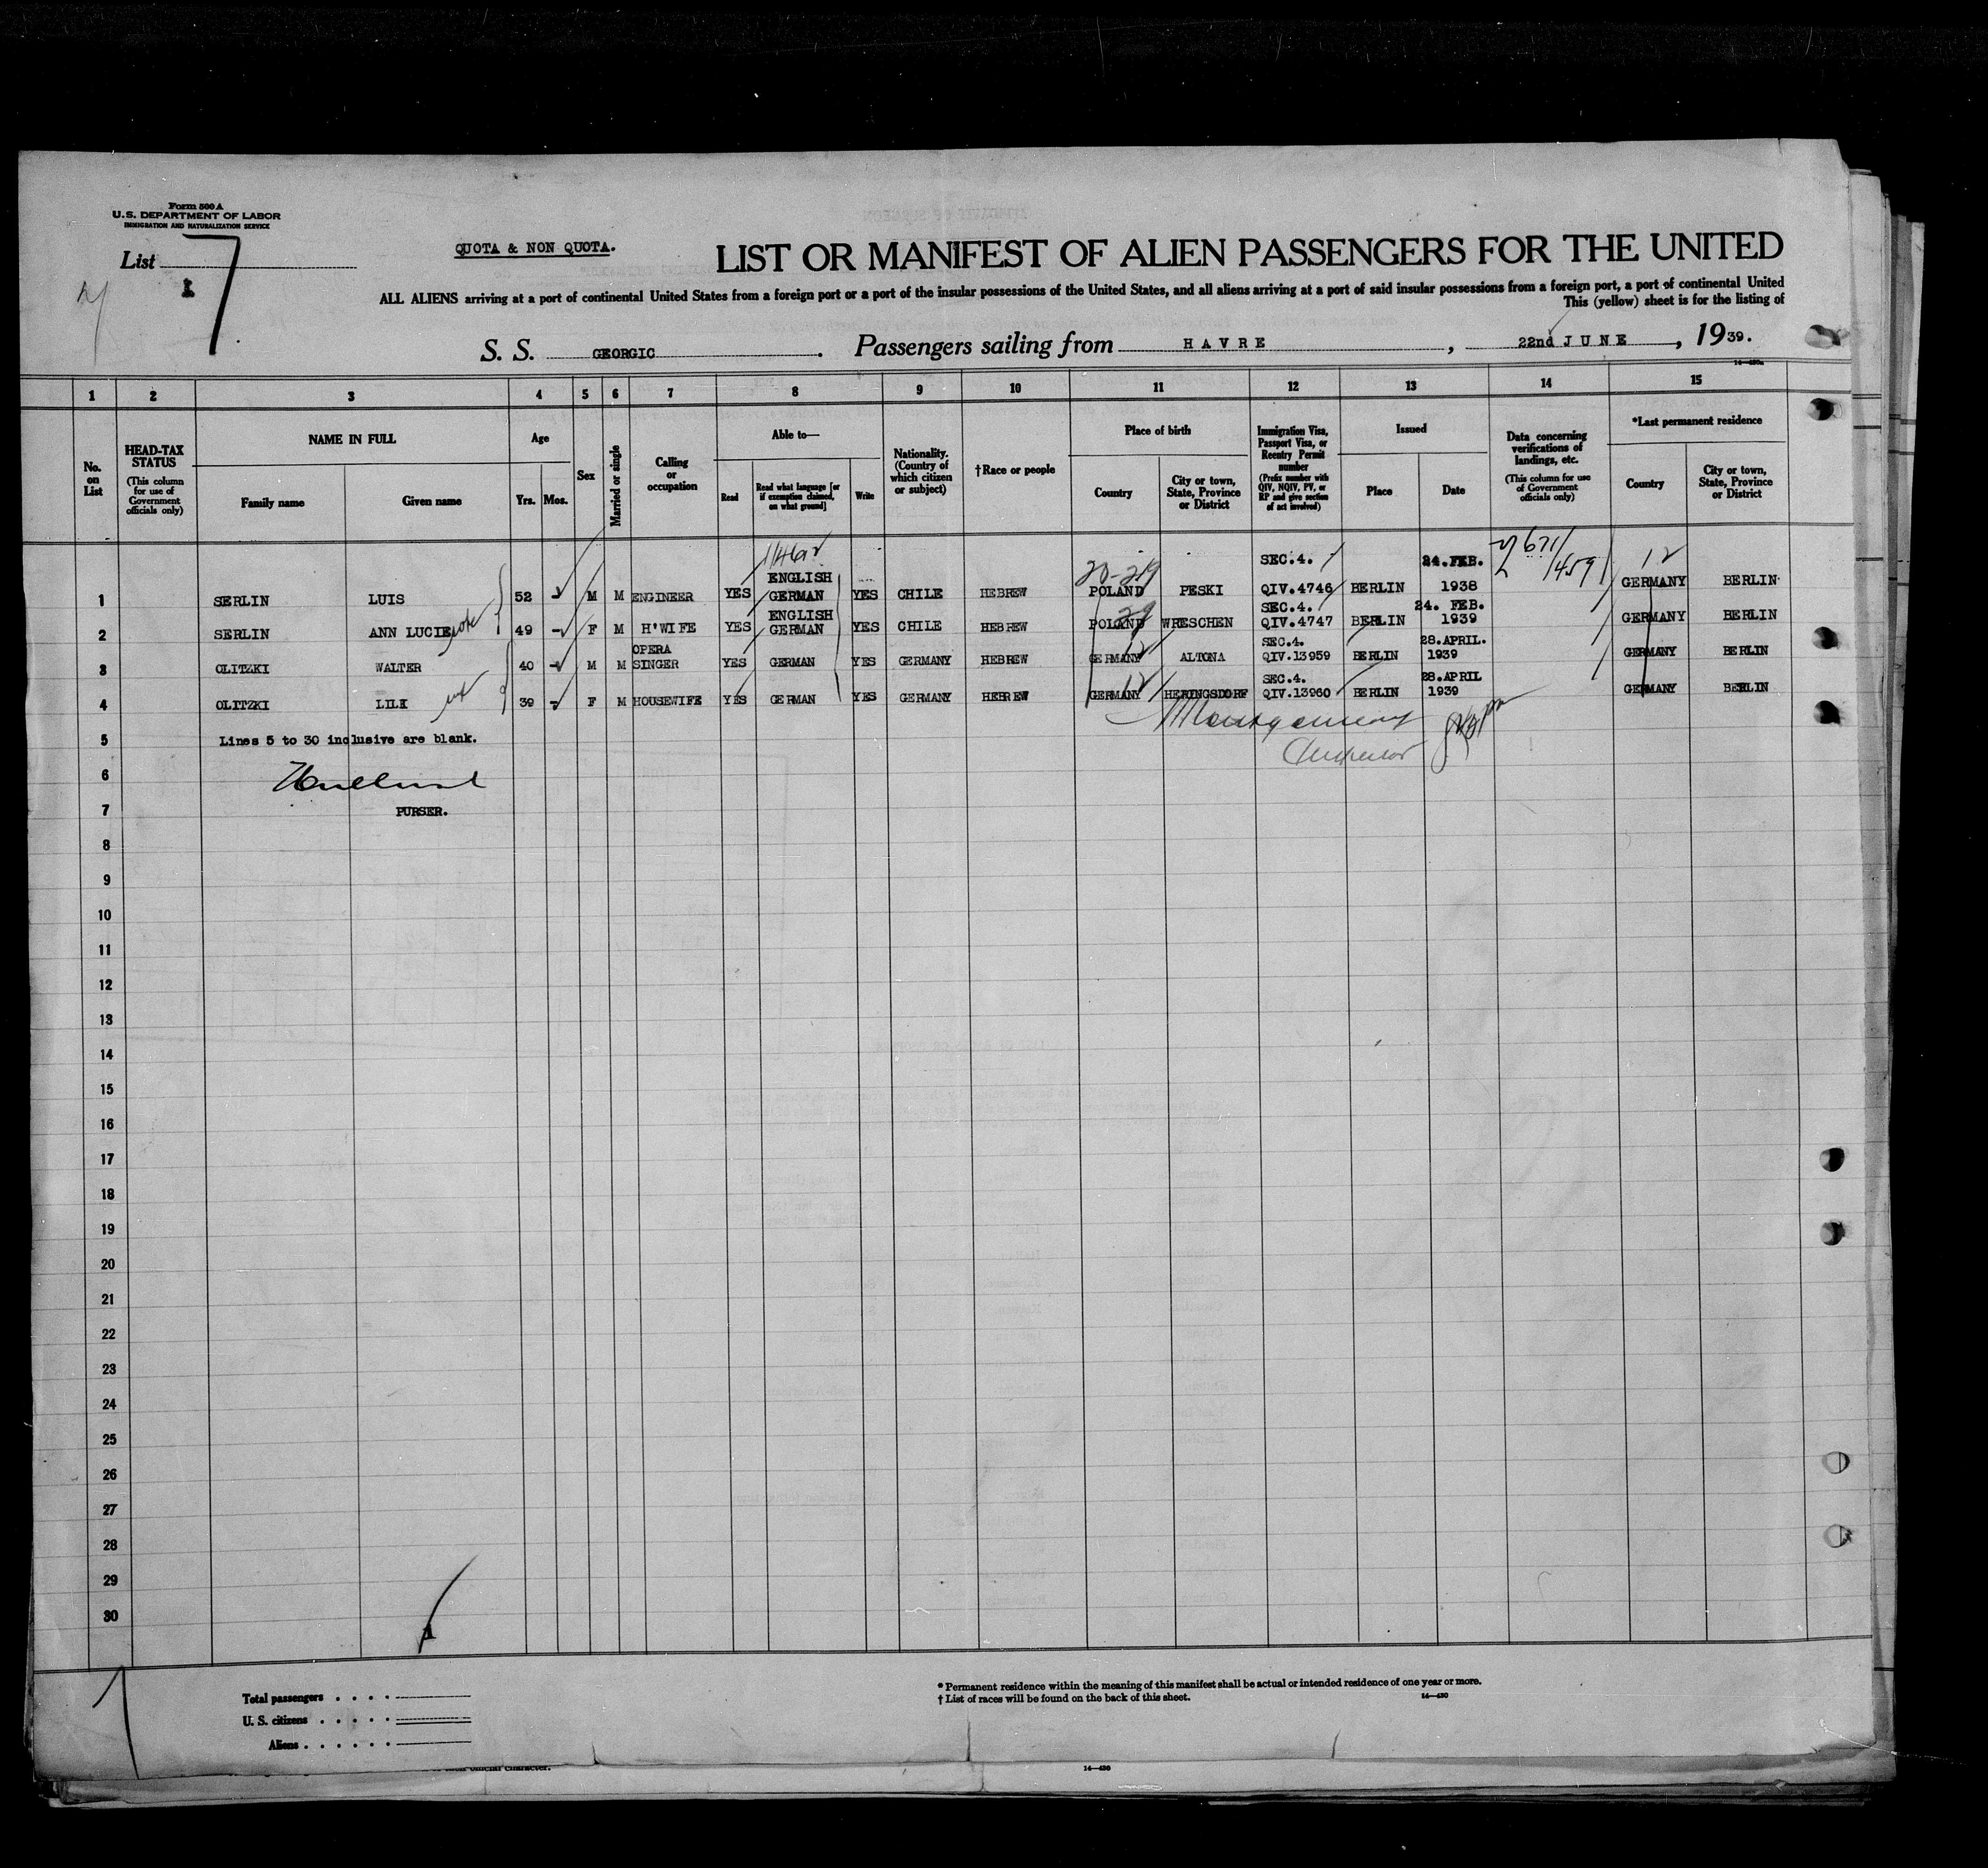 Form 500 A
U.S. DEPARTMENT OF LABOR
IMMIGRATION AND NATURALIZATION SERVICE
List
1
7
QUOTA & NON QUOTA.
LIST OR MANIFEST OF ALIEN PASSENGERS FOR THE UNITED
ALL ALIENS arriving at a port of continental United States from a foreign port or a port of the insular possessions of the United States, and all aliens arriving at a port of said insular possessions from a foreign port, a port of continental United
This (yellow) sheet is for the listing of
S. S. GEORGIC. Passengers sailing from HAVRE, 22nd JUNE, 1939.
1 2 3 4 5 6 7 8 9 10 11 12 13 14 15
No. on List
HEAD-TAX STATUS (This column for use of Government officials only)
NAME IN FULL
Family name
Given name
Age
Yrs. Mos.
Sex
Married or single
Calling or occupation
Able to—
Read
Read what language [or if exemption claimed, on what ground]
Write
Nationality. (Country of which citizen or subject)
†Race or people
Place of birth
Country
City or town, State, Province or District
Immigration Visa, Passport Visa, or Reentry Permit number (Prefix number with QIV, NQIV, PV, or RP and give section of act involved)
Issued
Place
Date
Data concerning verifications of landings, etc. (This column for use of Government officials only)
*Last permanent residence
Country
City or town, State, Province or District
20-29 671/1459 12
1 SERLIN LUIS 52 M M ENGINEER YES ENGLISH GERMAN YES CHILE HEBREW POLAND PESKI SEC.4. QIV.4746 BERLIN 24.FEB. 1938 GERMANY BERLIN
2 SERLIN ANN LUCIE 49 - F M H'WIFE YES ENGLISH GERMAN YES CHILE HEBREW POLAND WRESCHEN SEC.4. QIV.4747 BERLIN 24. FEB. 1939 GERMANY BERLIN
3 OLITZKI WALTER 40 - M M OPERA SINGER YES GERMAN YES GERMANY HEBREW GERMANY ALTONA SEC.4. QIV.13959 BERLIN 28.APRIL. 1939 GERMANY BERLIN
4 OLITZKI LILI ux 39 - F M HOUSEWIFE YES GERMAN YES GERMANY HEBREW GERMANY HERINGSDORF SEC.4. QIV.13960 BERLIN 28.APRIL 1939 GERMANY BERLIN
Montgomery
Inspector
5 Lines 5 to 30 inclusive are blank.
6
7 PURSER.
8
9
10
11
12
13
14
15
16
17
18
19
20
21
22
23
24
25
26
27
28
29
30
1
Total passengers . . . .
U. S. citizens . . . . .
Aliens . . . . . .
* Permanent residence within the meaning of this manifest shall be actual or intended residence of one year or more.
† List of races will be found on the back of this sheet.
14—430